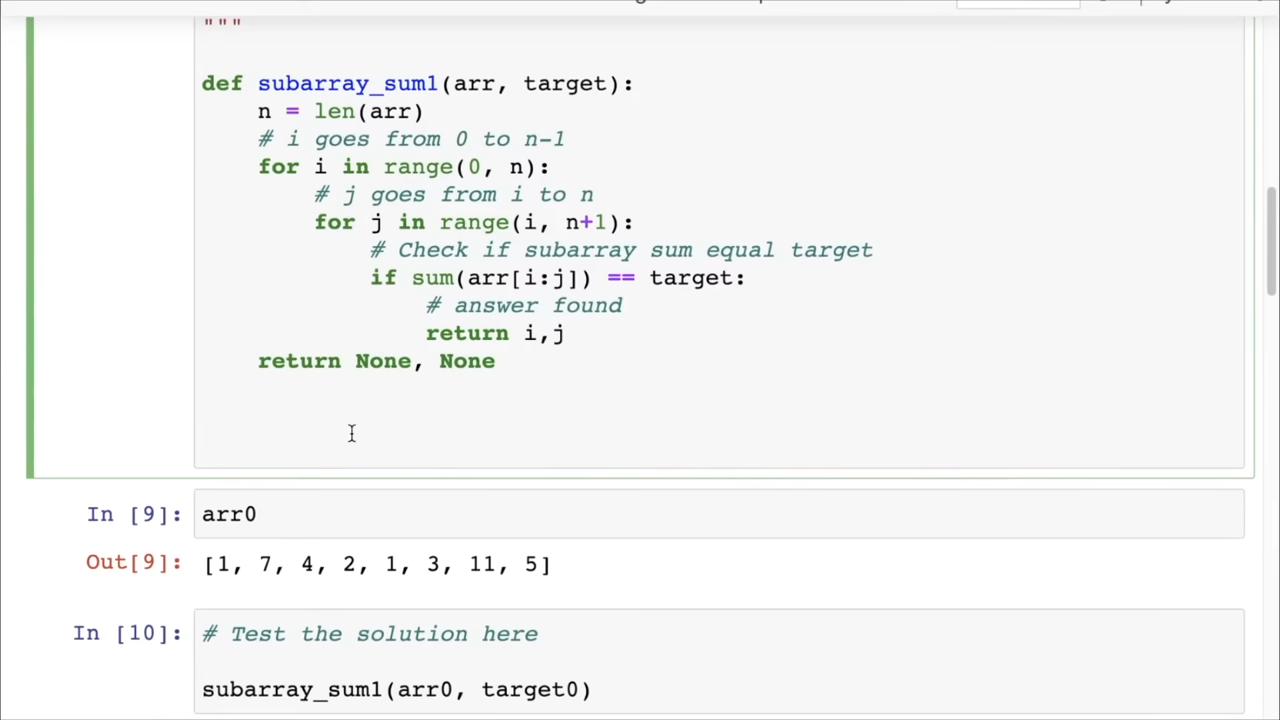 """
def subarray_sum1(arr, target):
    n = len(arr)
    # i goes from 0 to n-1
    for i in range(0, n):
        # j goes from i to n
        for j in range(i, n+1):
            # Check if subarray sum equal target
            if sum(arr[i:j]) == target:
                # answer found
                return i,j
    return None, None
In [9]: arr0
Out[9]: [1, 7, 4, 2, 1, 3, 11, 5]
In [10]: # Test the solution here
subarray_sum1(arr0, target0)